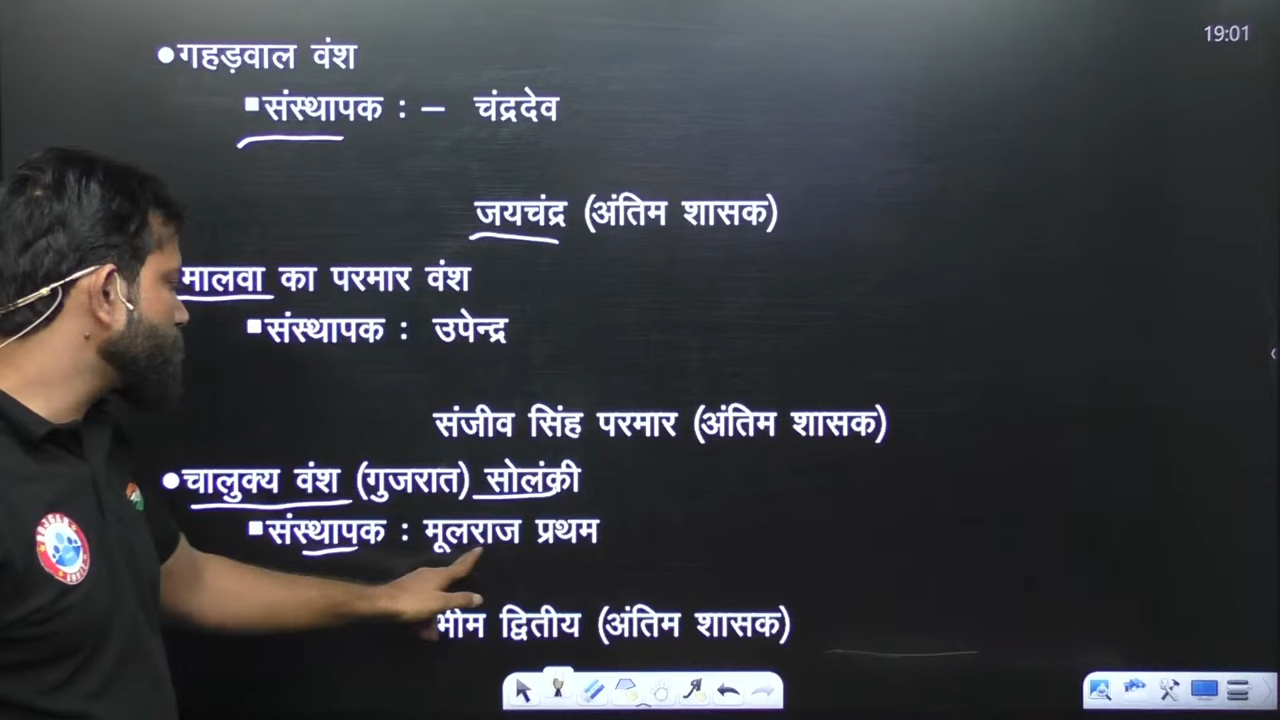 19:01
●गहड़वाल वंश
▪संस्थापक : – चंद्रदेव
जयचंद्र (अंतिम शासक)
मालवा का परमार वंश
▪संस्थापक : उपेन्द्र
संजीव सिंह परमार (अंतिम शासक)
●चालुक्य वंश (गुजरात) सोलंकी
▪संस्थापक : मूलराज प्रथम
भीम द्वितीय (अंतिम शासक)